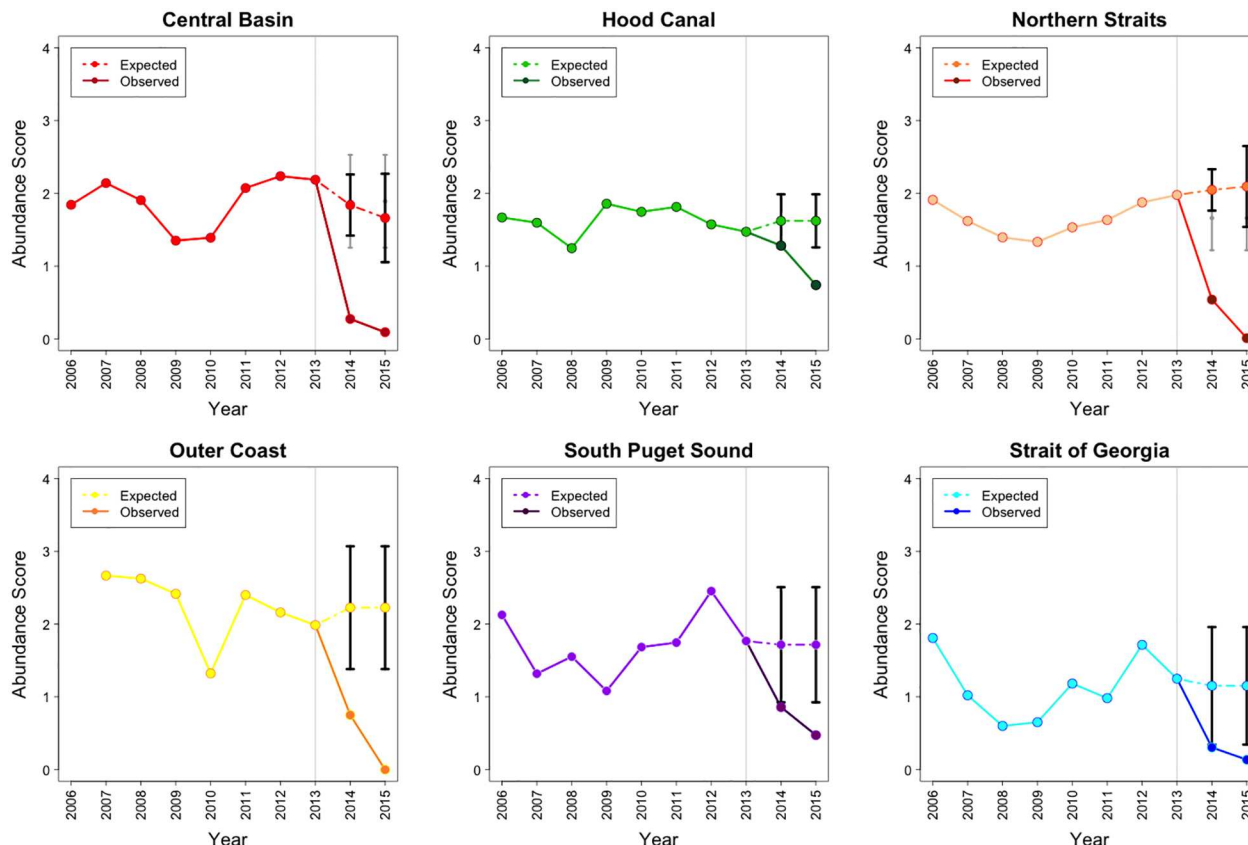 Central Basin
Hood Canal
Northern Straits
Expected
Observed
Expected
Observed
Expected
Observed
Abundance Score
4
3
2
1
0
Abundance Score
4
3
2
1
0
Abundance Score
4
3
2
1
0
2006 2007 2008 2009 2010 2011 2012 2013 2014 2015
2006 2007 2008 2009 2010 2011 2012 2013 2014 2015
2006 2007 2008 2009 2010 2011 2012 2013 2014 2015
Year
Year
Year
Outer Coast
South Puget Sound
Strait of Georgia
Expected
Observed
Expected
Observed
Expected
Observed
Abundance Score
4
3
2
1
0
Abundance Score
4
3
2
1
0
Abundance Score
4
3
2
1
0
2006 2007 2008 2009 2010 2011 2012 2013 2014 2015
2006 2007 2008 2009 2010 2011 2012 2013 2014 2015
2006 2007 2008 2009 2010 2011 2012 2013 2014 2015
Year
Year
Year